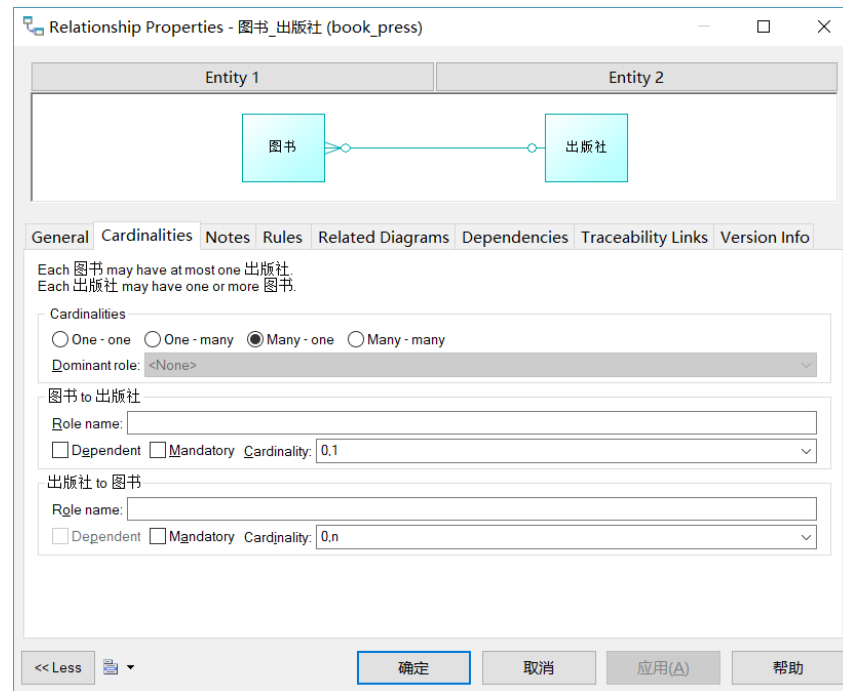 Relationship Properties - 图书_出版社 (book_press)
Entity 1 Entity 2
图书 出版社
General Cardinalities Notes Rules Related Diagrams Dependencies Traceability Links Version Info
Each 图书 may have at most one 出版社.
Each 出版社 may have one or more 图书.
Cardinalities
One - one One - many Many - one Many - many
Dominant role: <None>
图书 to 出版社
Role name:
Dependent Mandatory Cardinality: 0,1
出版社 to 图书
Role name:
Dependent Mandatory Cardinality: 0,n
<< Less 确定 取消 应用(A) 帮助